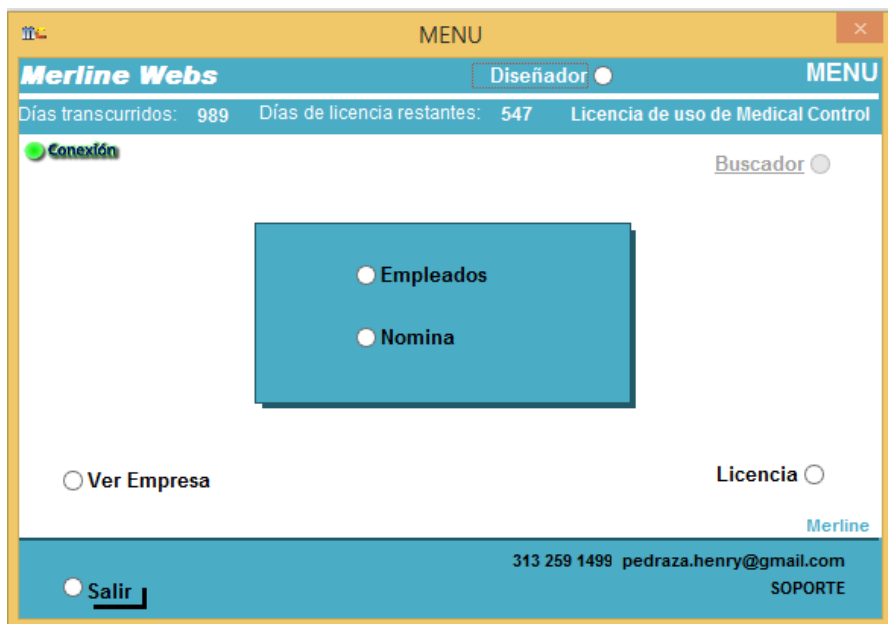 MENU
Merline Webs Diseñador MENU
Días transcurridos: 989 Días de licencia restantes: 547 Licencia de uso de Medical Control
Conexión
Buscador
Empleados
Nomina
Ver Empresa
Licencia
Merline
313 259 1499 pedraza.henry@gmail.com
SOPORTE
Salir